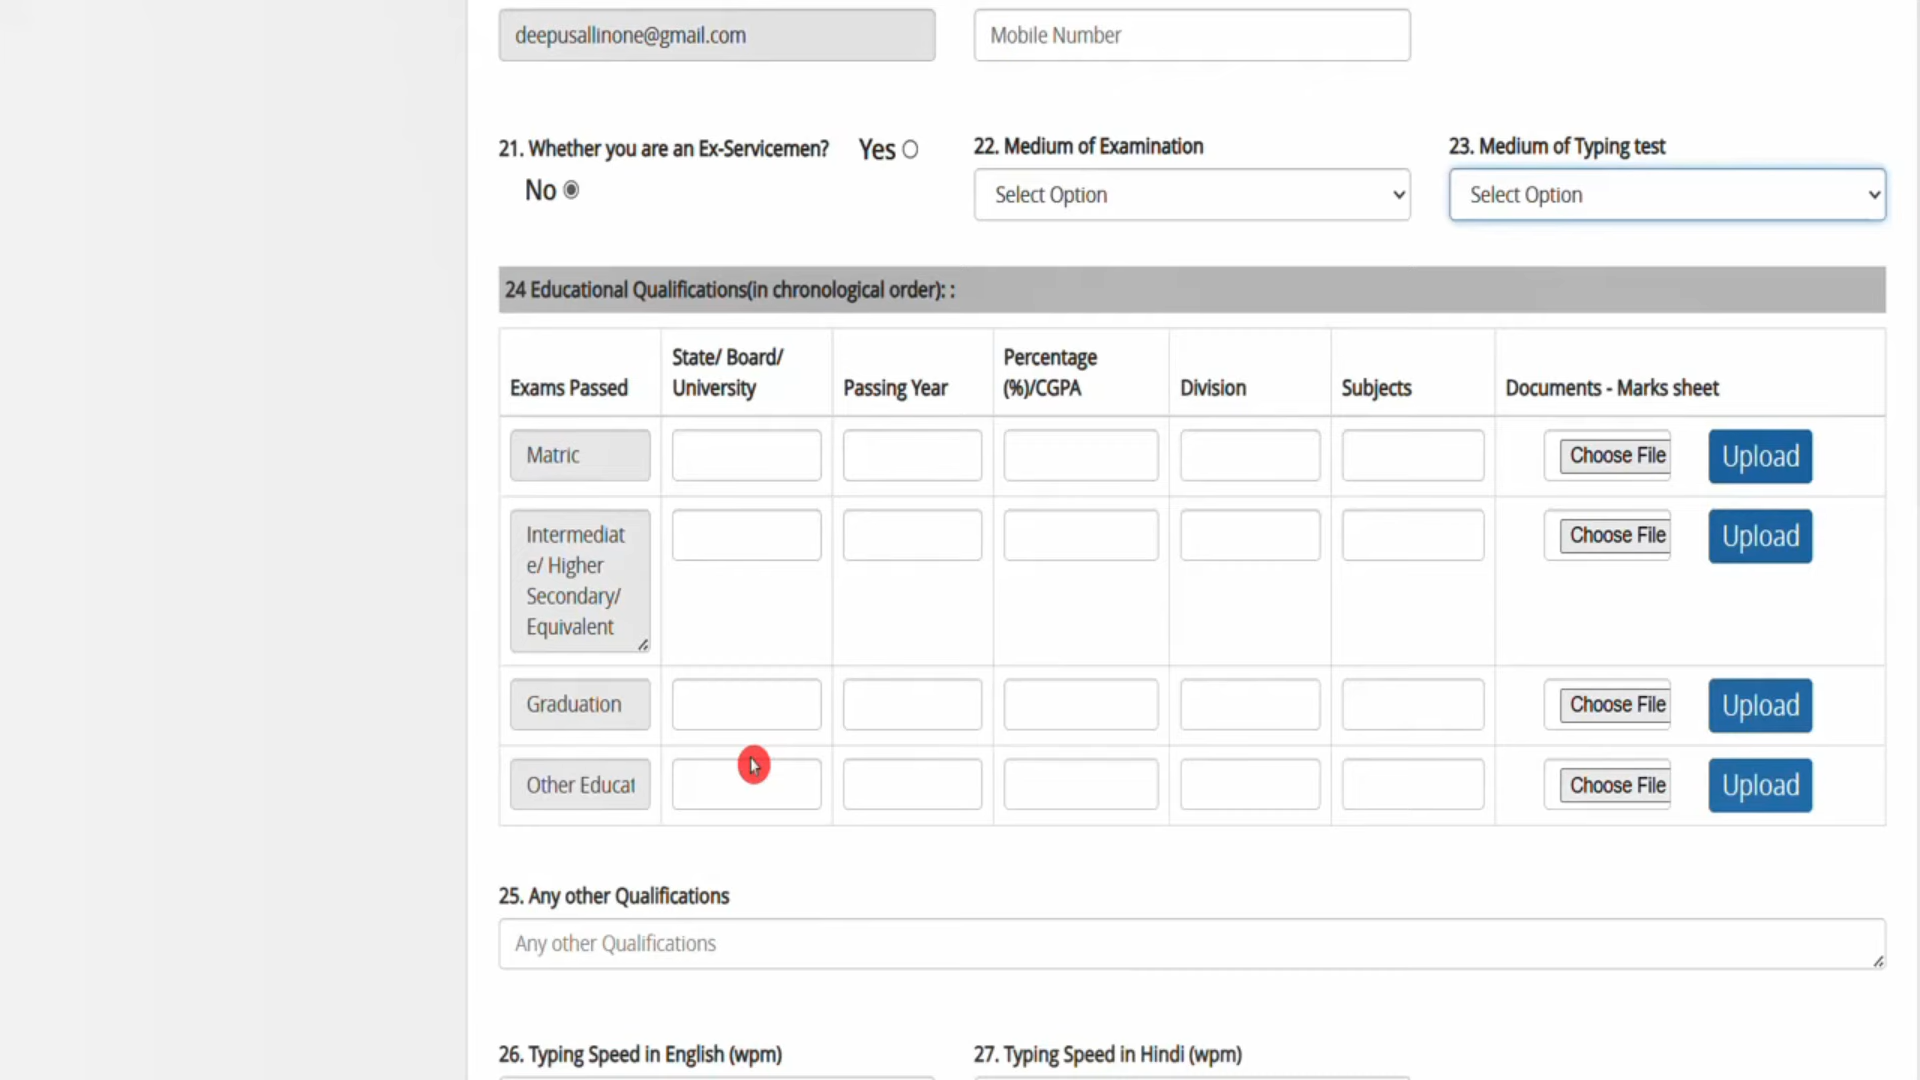 deepusallinone@gmail.com
Mobile Number
21. Whether you are an Ex-Servicemen? Yes
No
22. Medium of Examination
Select Option
23. Medium of Typing test
Select Option
24 Educational Qualifications(in chronological order): :
Exams Passed
State/ Board/
University
Passing Year
Percentage
(%)/CGPA
Division
Subjects
Documents - Marks sheet
Matric
Choose File
Upload
Intermediat
e/ Higher
Secondary/
Equivalent
Choose File
Upload
Graduation
Choose File
Upload
Other Educat
Choose File
Upload
25. Any other Qualifications
Any other Qualifications
26. Typing Speed in English (wpm)
27. Typing Speed in Hindi (wpm)